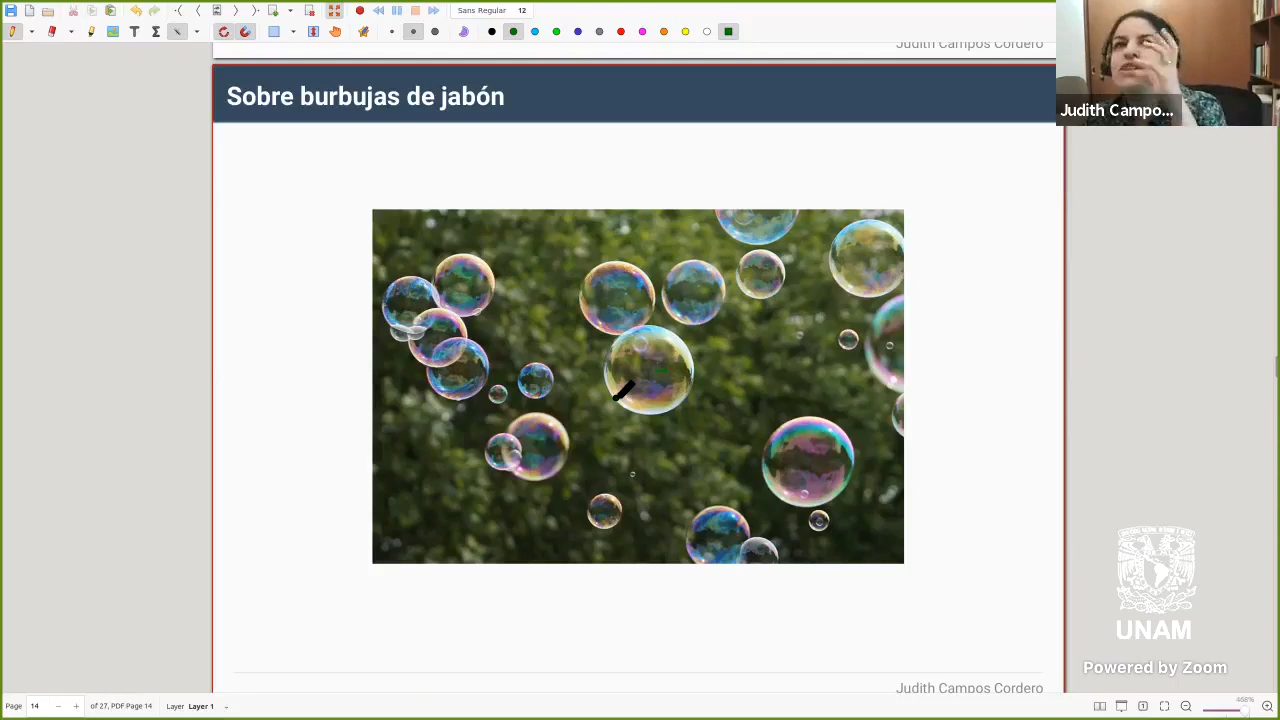 Sans Regular 12
Judith Campos Cordero
Sobre burbujas de jabón
Judith Campo...
UNAM
Powered by Zoom
Judith Campos Cordero
Page 14 of 27, PDF Page 14 Layer Layer 1
468%